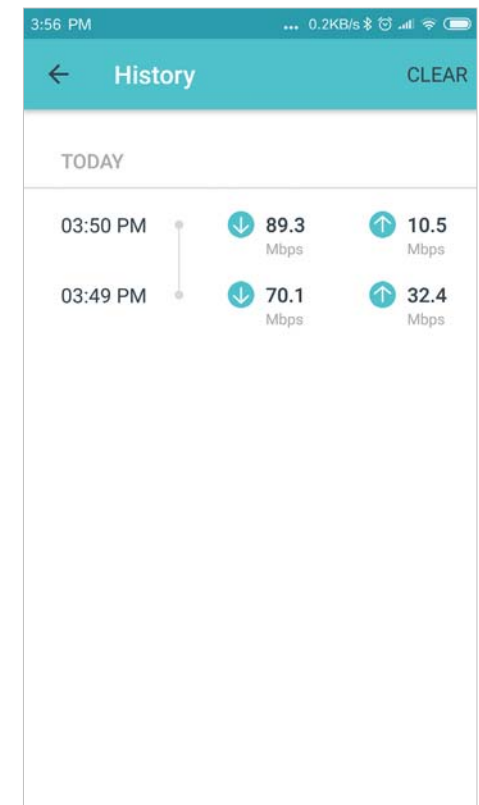 3:56 PM ... 0.2KB/s
History CLEAR
TODAY
03:50 PM 89.3 10.5
Mbps Mbps
03:49 PM 70.1 32.4
Mbps Mbps